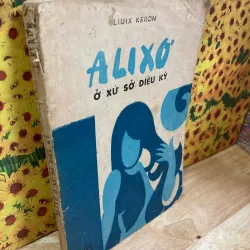 LIUIX KERON
ALIXƠ
Ở XỨ SỞ DIỆU KỲ